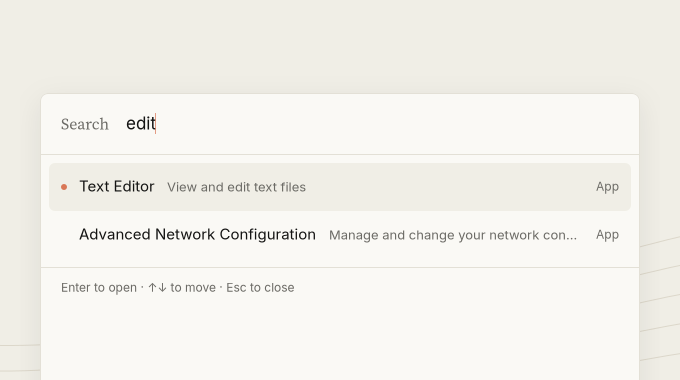 Search edit
Text Editor View and edit text files App
Advanced Network Configuration Manage and change your network con... App
Enter to open · ↑↓ to move · Esc to close